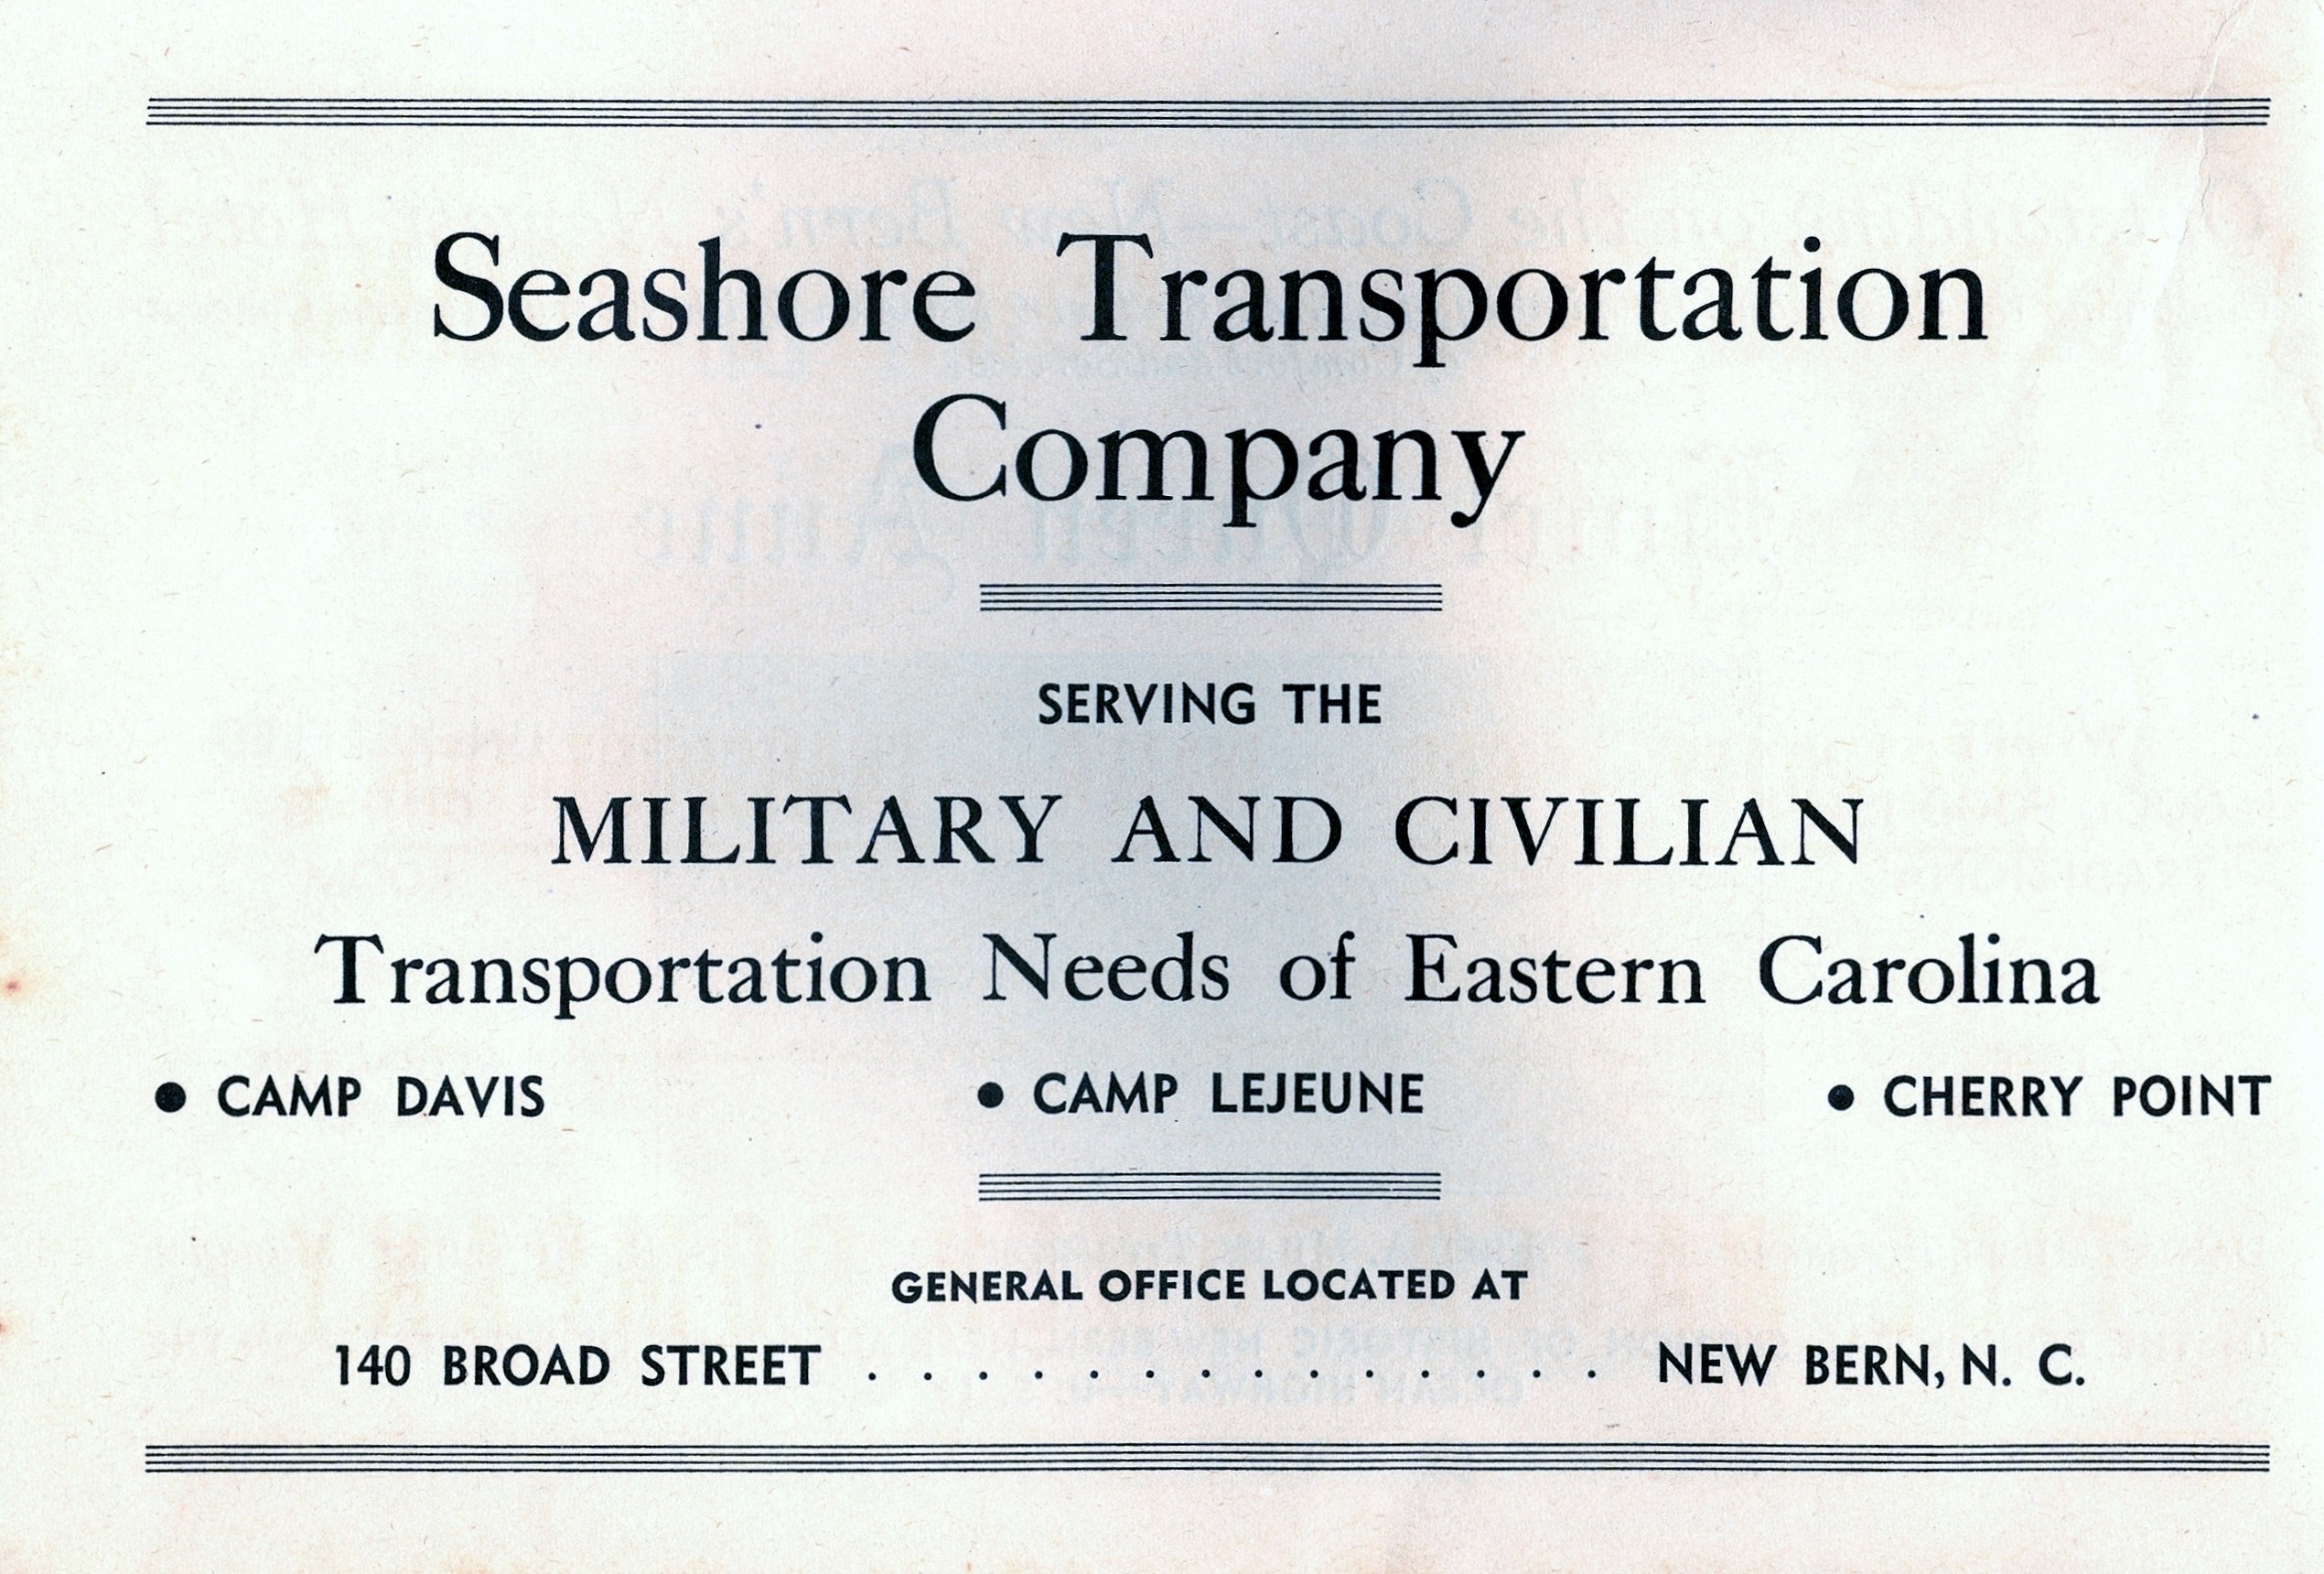 Seashore Transportation
Company
SERVING THE
MILITARY AND CIVILIAN
Transportation Needs of Eastern Carolina
• CAMP DAVIS • CAMP LEJEUNE • CHERRY POINT
GENERAL OFFICE LOCATED AT
140 BROAD STREET . . . . . . . . . . . . . . NEW BERN, N. C.